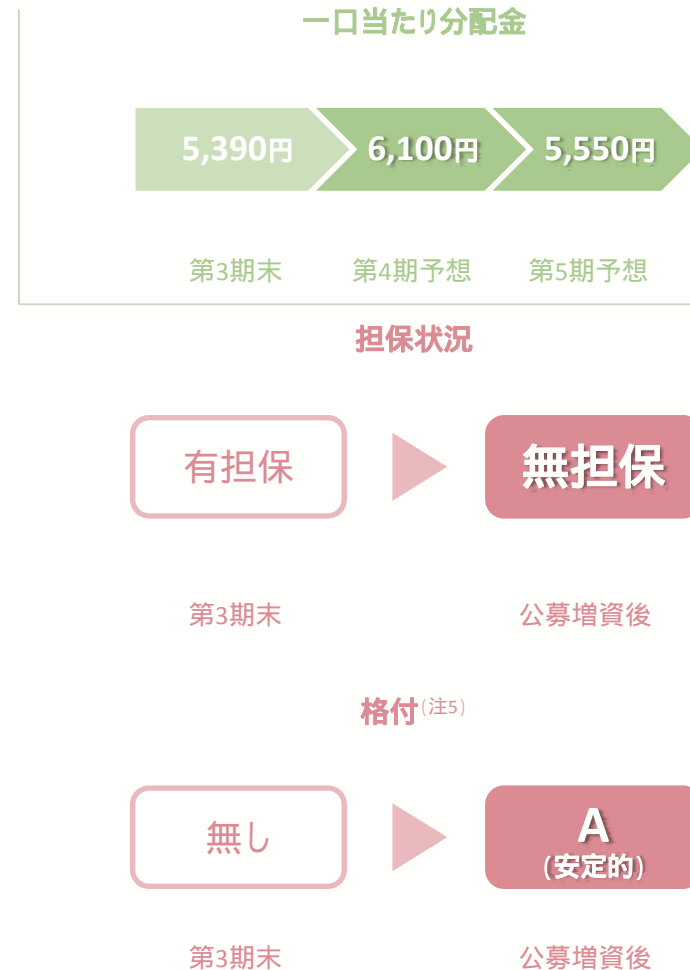 一口当たり分配金
5,390円 6,100円 5,550円
第3期末 第4期予想 第5期予想
担保状況
有担保 無担保
第3期末 公募増資後
格付(注5)
無し A
(安定的)
第3期末 公募増資後